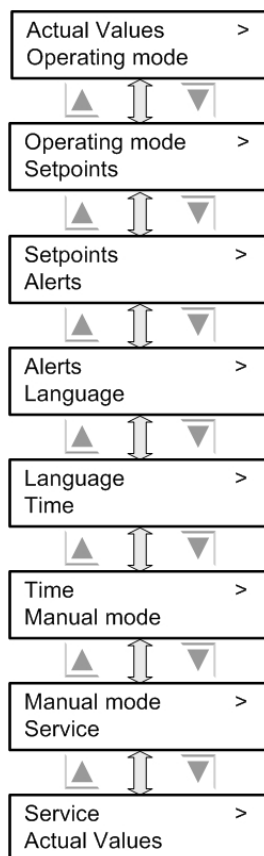 Actual Values >
Operating mode
Operating mode >
Setpoints
Setpoints >
Alerts
Alerts >
Language
Language >
Time
Time >
Manual mode
Manual mode >
Service
Service >
Actual Values